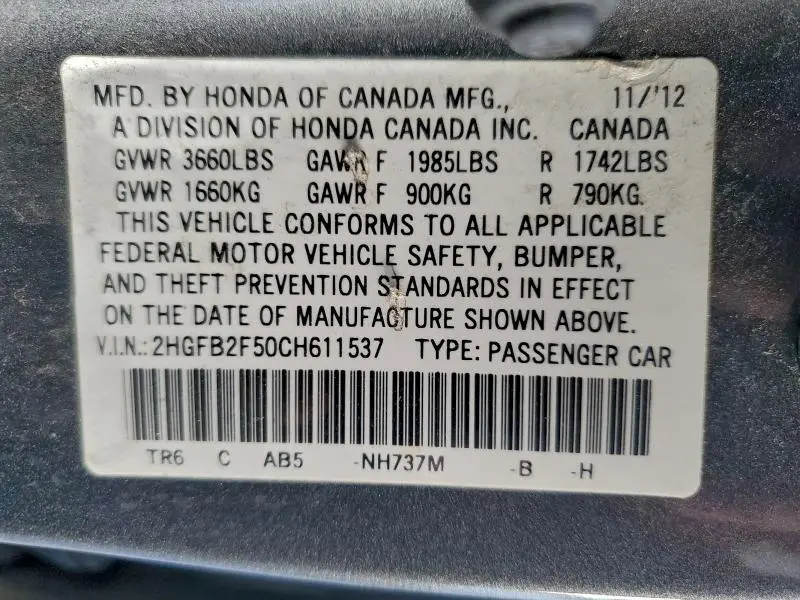 MFD. BY HONDA OF CANADA MFG., 11/'12
A DIVISION OF HONDA CANADA INC. CANADA
GVWR 3660LBS GAWR F 1985LBS R 1742LBS
GVWR 1660KG GAWR F 900KG R 790KG.
THIS VEHICLE CONFORMS TO ALL APPLICABLE
FEDERAL MOTOR VEHICLE SAFETY, BUMPER,
AND THEFT PREVENTION STANDARDS IN EFFECT
ON THE DATE OF MANUFACTURE SHOWN ABOVE.
V.I.N.: 2HGFB2F50CH611537 TYPE: PASSENGER CAR
TR6 C AB5 -NH737M -B -H